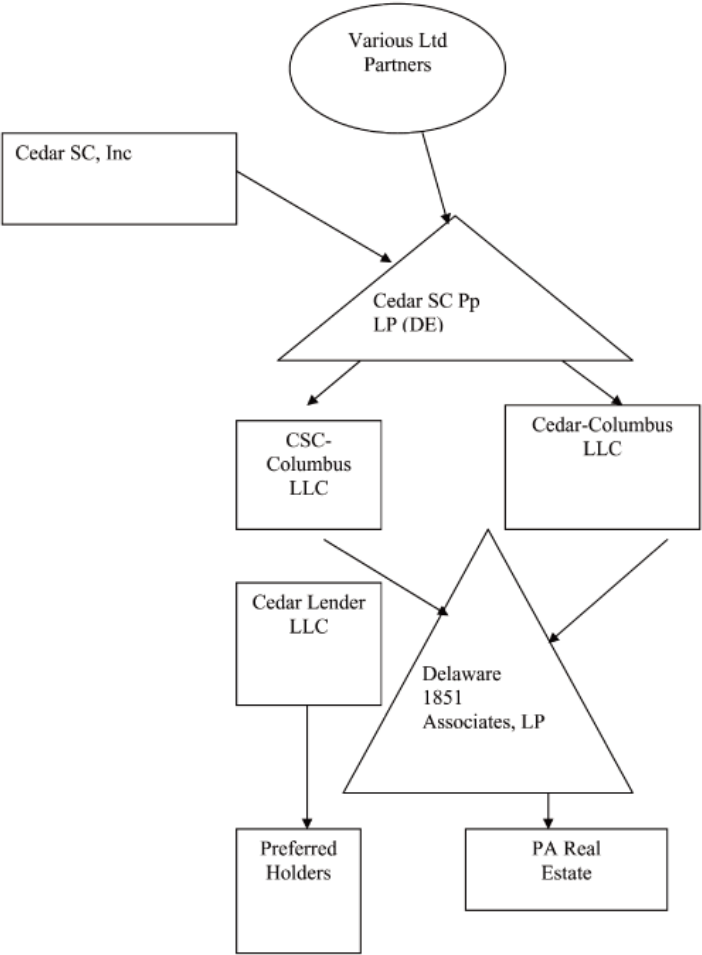 Various Ltd
Partners
Cedar SC, Inc
Cedar SC Pp
LP (DE)
CSC-
Columbus
LLC
Cedar-Columbus
LLC
Cedar Lender
LLC
Delaware
1851
Associates, LP
Preferred
Holders
PA Real
Estate